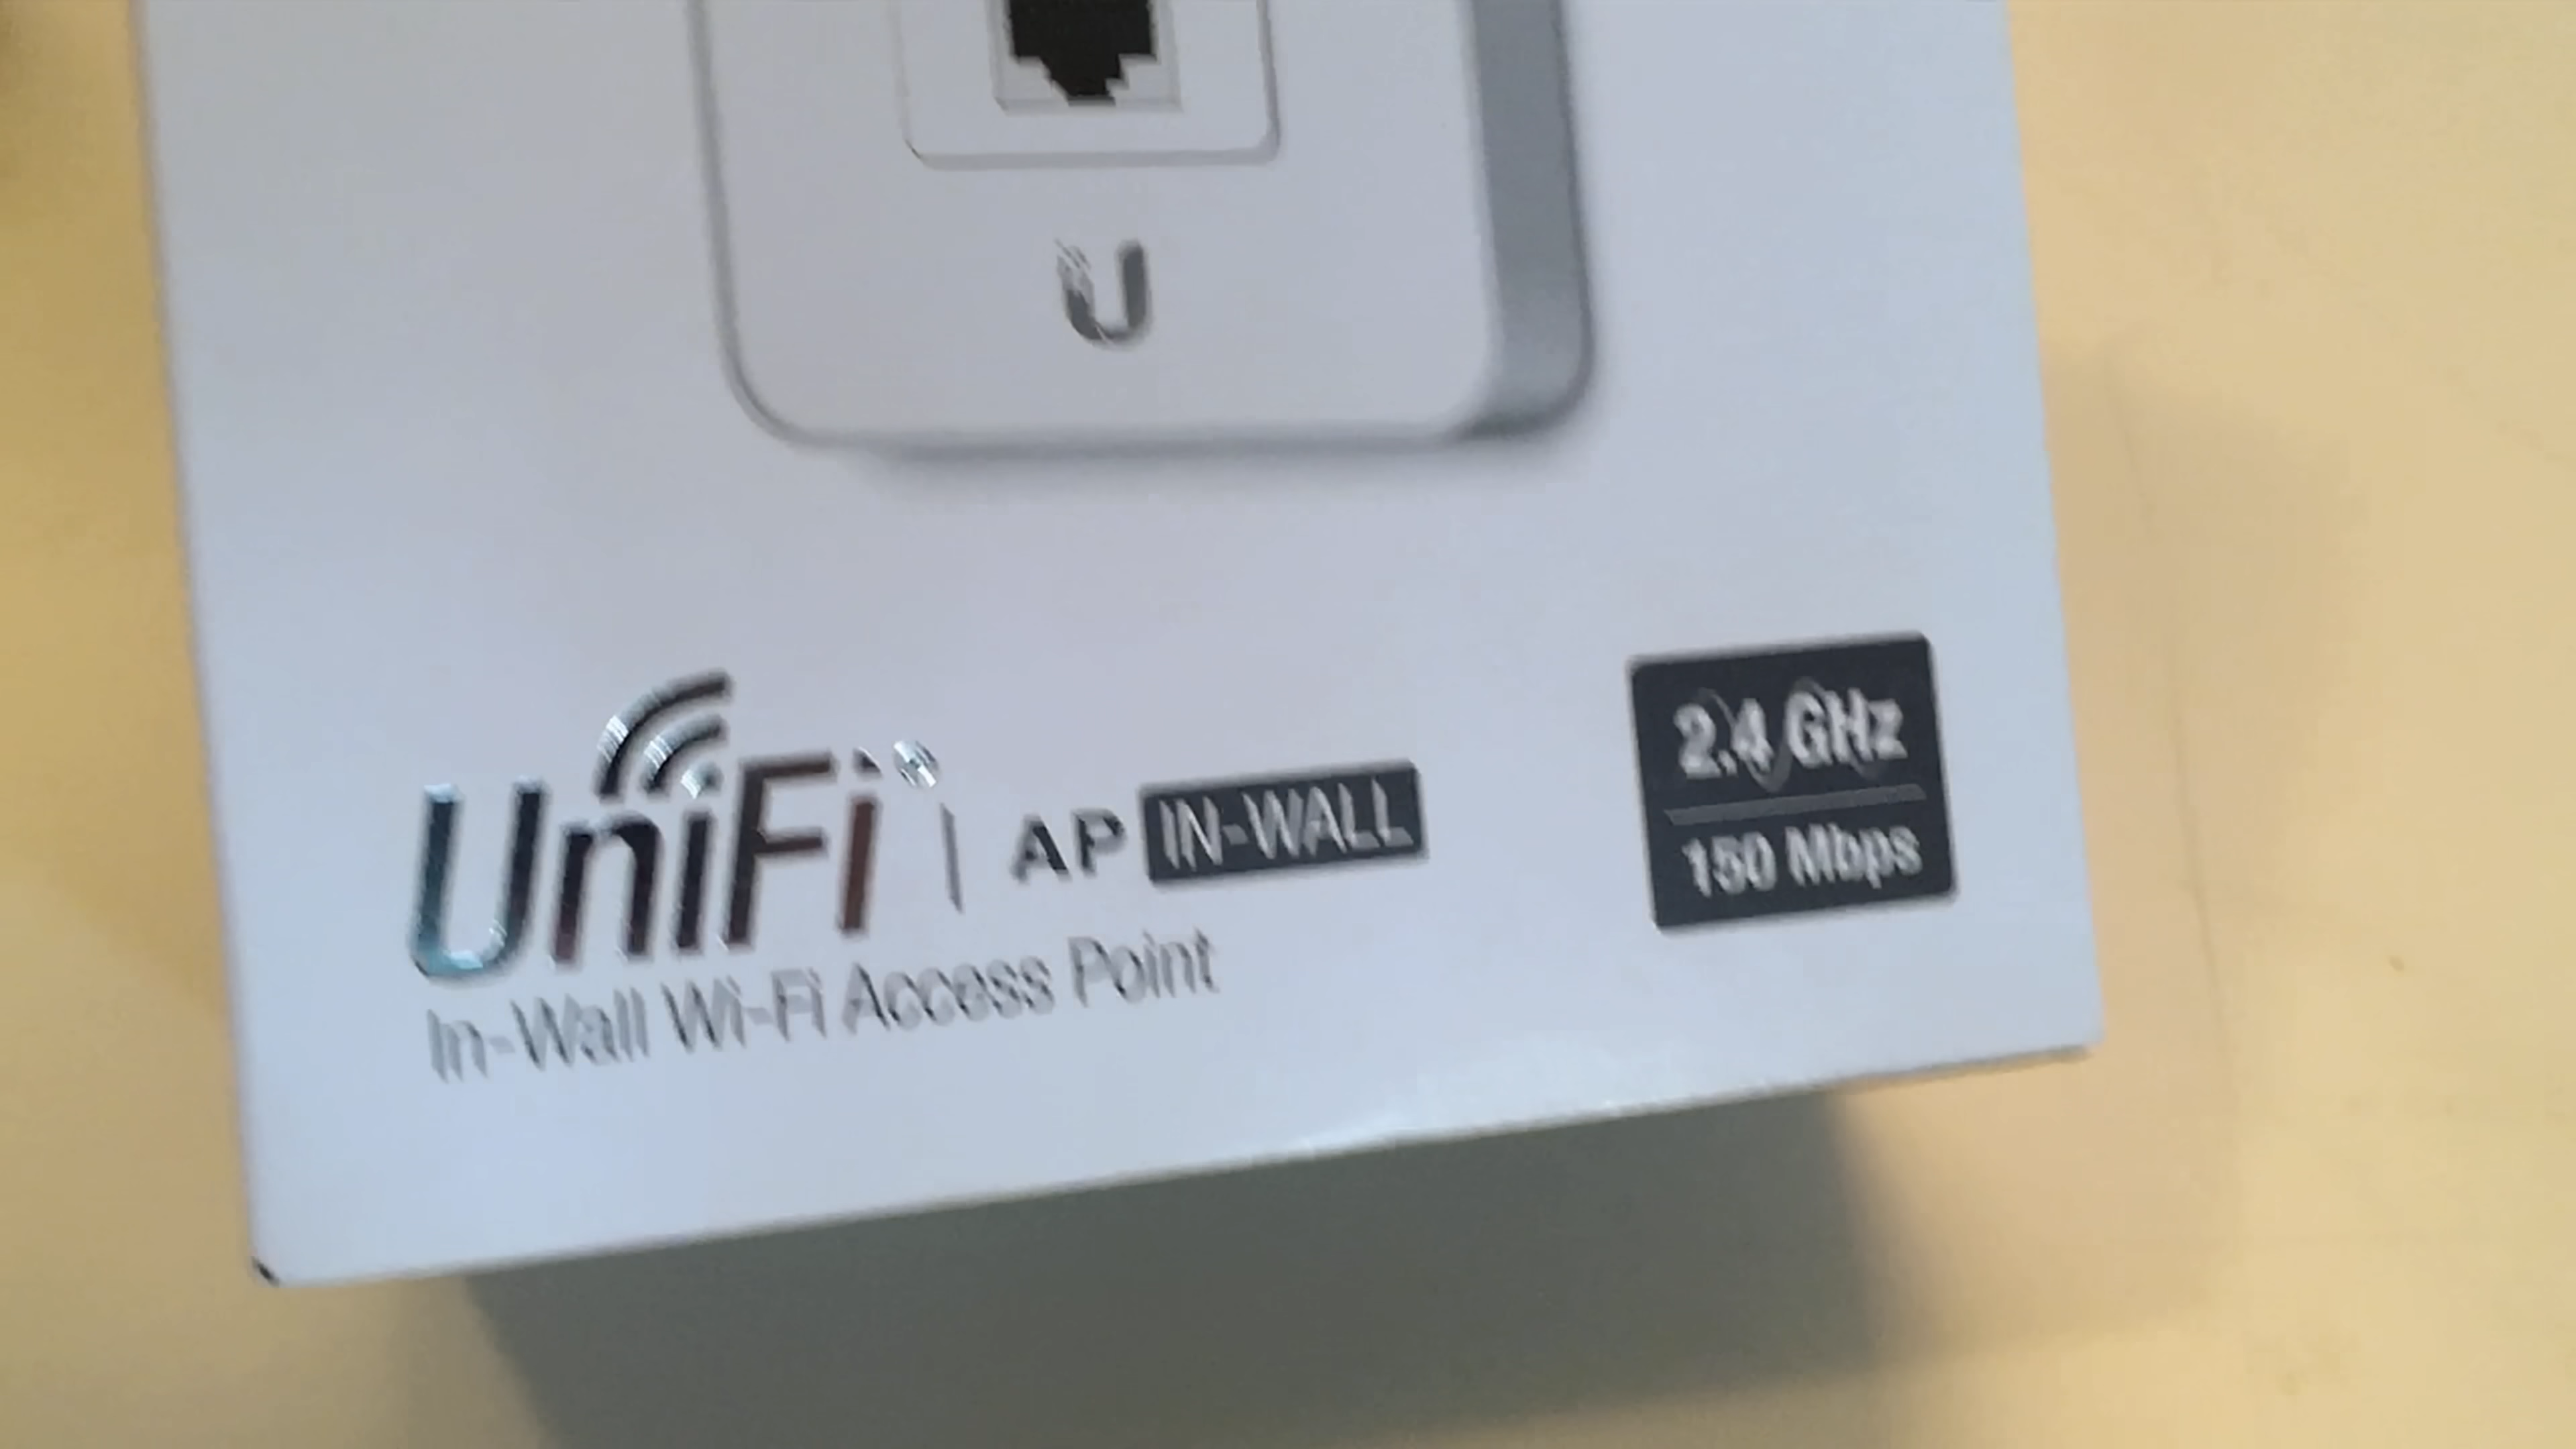 U
UniFi | AP IN-WALL
In-Wall Wi-Fi Access Point
2.4 GHz
150 Mbps